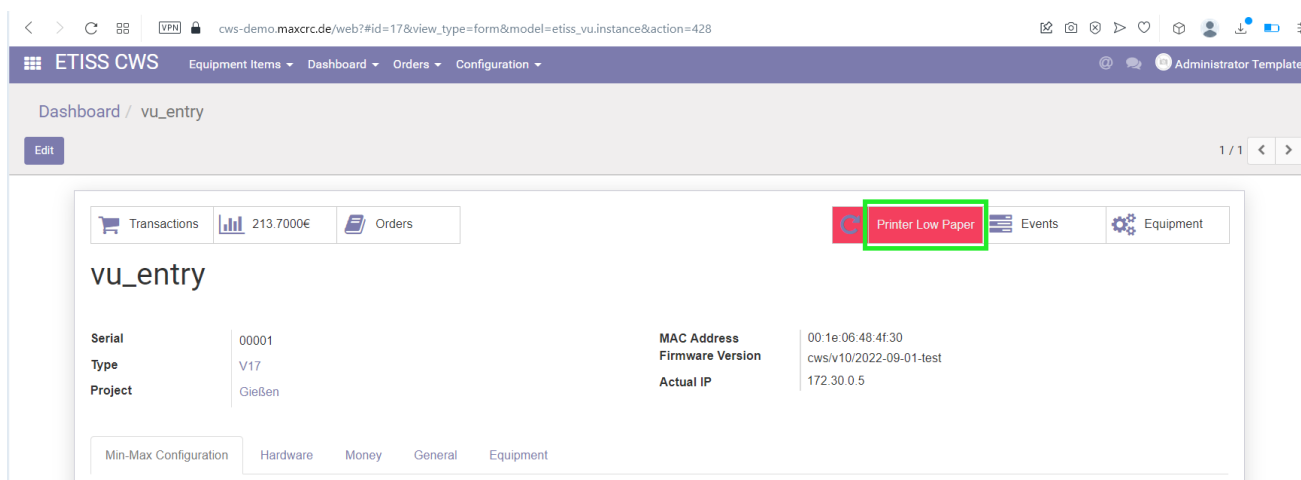 VPN cws-demo.maxcrc.de/web?#id=17&view_type=form&model=etiss_vu.instance&action=428
ETISS CWS Equipment Items Dashboard Orders Configuration @ Administrator Template
Dashboard / vu_entry
Edit 1 / 1
Transactions 213.7000€ Orders Printer Low Paper Events Equipment
vu_entry
Serial 00001 MAC Address 00:1e:06:48:4f:30
Type V17 Firmware Version cws/v10/2022-09-01-test
Project Gießen Actual IP 172.30.0.5
Min-Max Configuration Hardware Money General Equipment